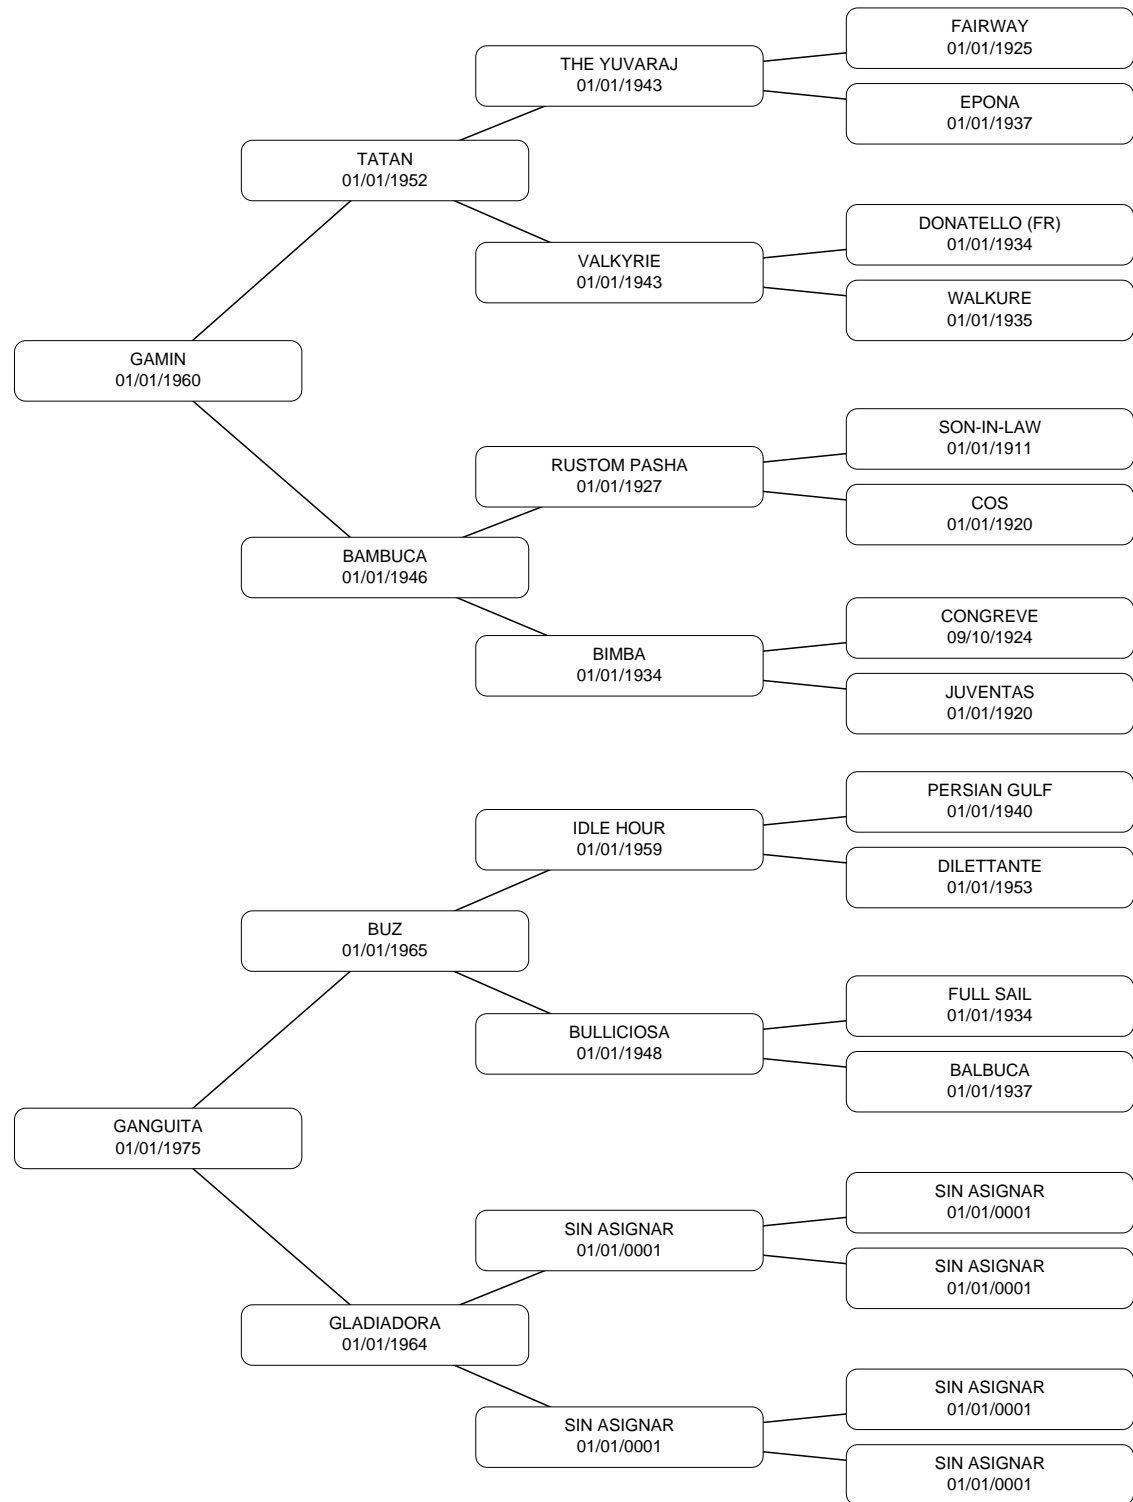 FAIRWAY
01/01/1925
THE YUVARAJ
01/01/1943
EPONA
01/01/1937
TATAN
01/01/1952
DONATELLO (FR)
01/01/1934
VALKYRIE
01/01/1943
WALKURE
01/01/1935
GAMIN
01/01/1960
SON-IN-LAW
01/01/1911
RUSTOM PASHA
01/01/1927
COS
01/01/1920
BAMBUCA
01/01/1946
CONGREVE
09/10/1924
BIMBA
01/01/1934
JUVENTAS
01/01/1920
PERSIAN GULF
01/01/1940
IDLE HOUR
01/01/1959
DILETTANTE
01/01/1953
BUZ
01/01/1965
FULL SAIL
01/01/1934
BULLICIOSA
01/01/1948
BALBUCA
01/01/1937
GANGUITA
01/01/1975
SIN ASIGNAR
01/01/0001
SIN ASIGNAR
01/01/0001
SIN ASIGNAR
01/01/0001
GLADIADORA
01/01/1964
SIN ASIGNAR
01/01/0001
SIN ASIGNAR
01/01/0001
SIN ASIGNAR
01/01/0001